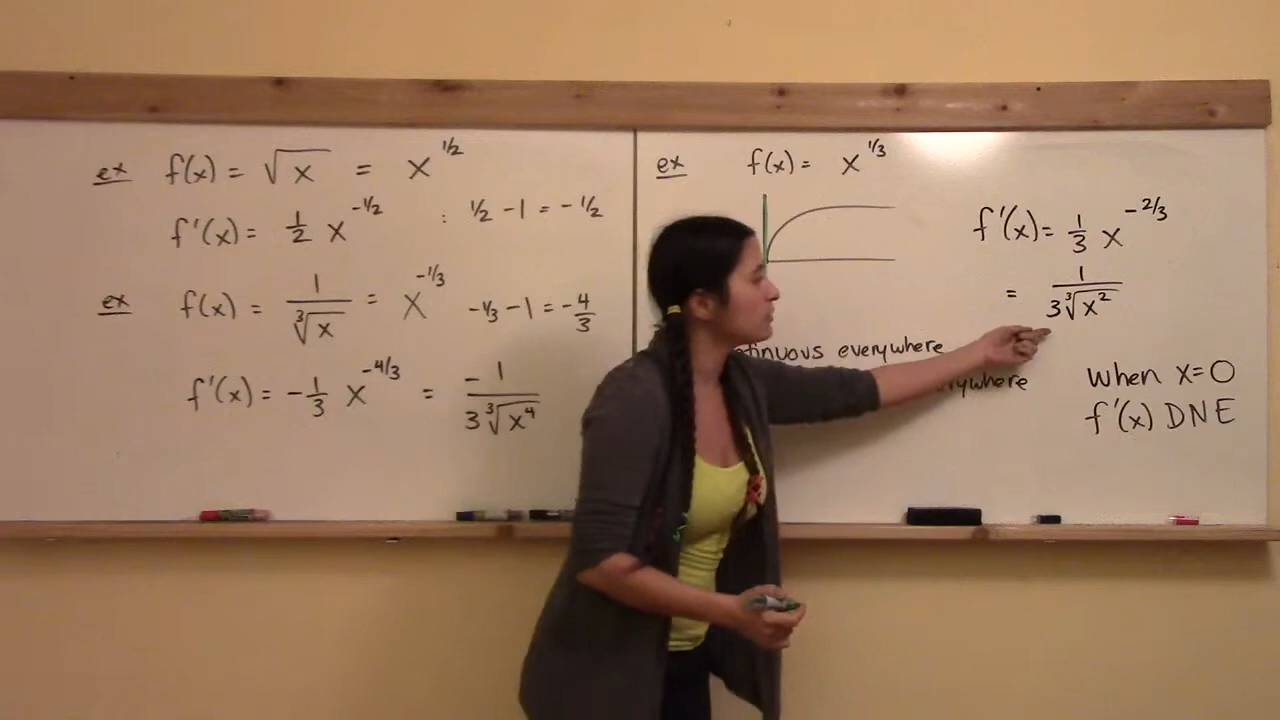 ex f(x) = √x = x^1/2
f'(x) = 1/2 x^-1/2 : 1/2 - 1 = -1/2
ex f(x) = 1/∛x = x^-1/3 -1/3 - 1 = -4/3
f'(x) = -1/3 x^-4/3 = -1/3∛x^4
ex f(x) = x^1/3
f'(x) = 1/3 x^-2/3
= 1/3∛x^2
everywhere
when x=0
f'(x) DNE